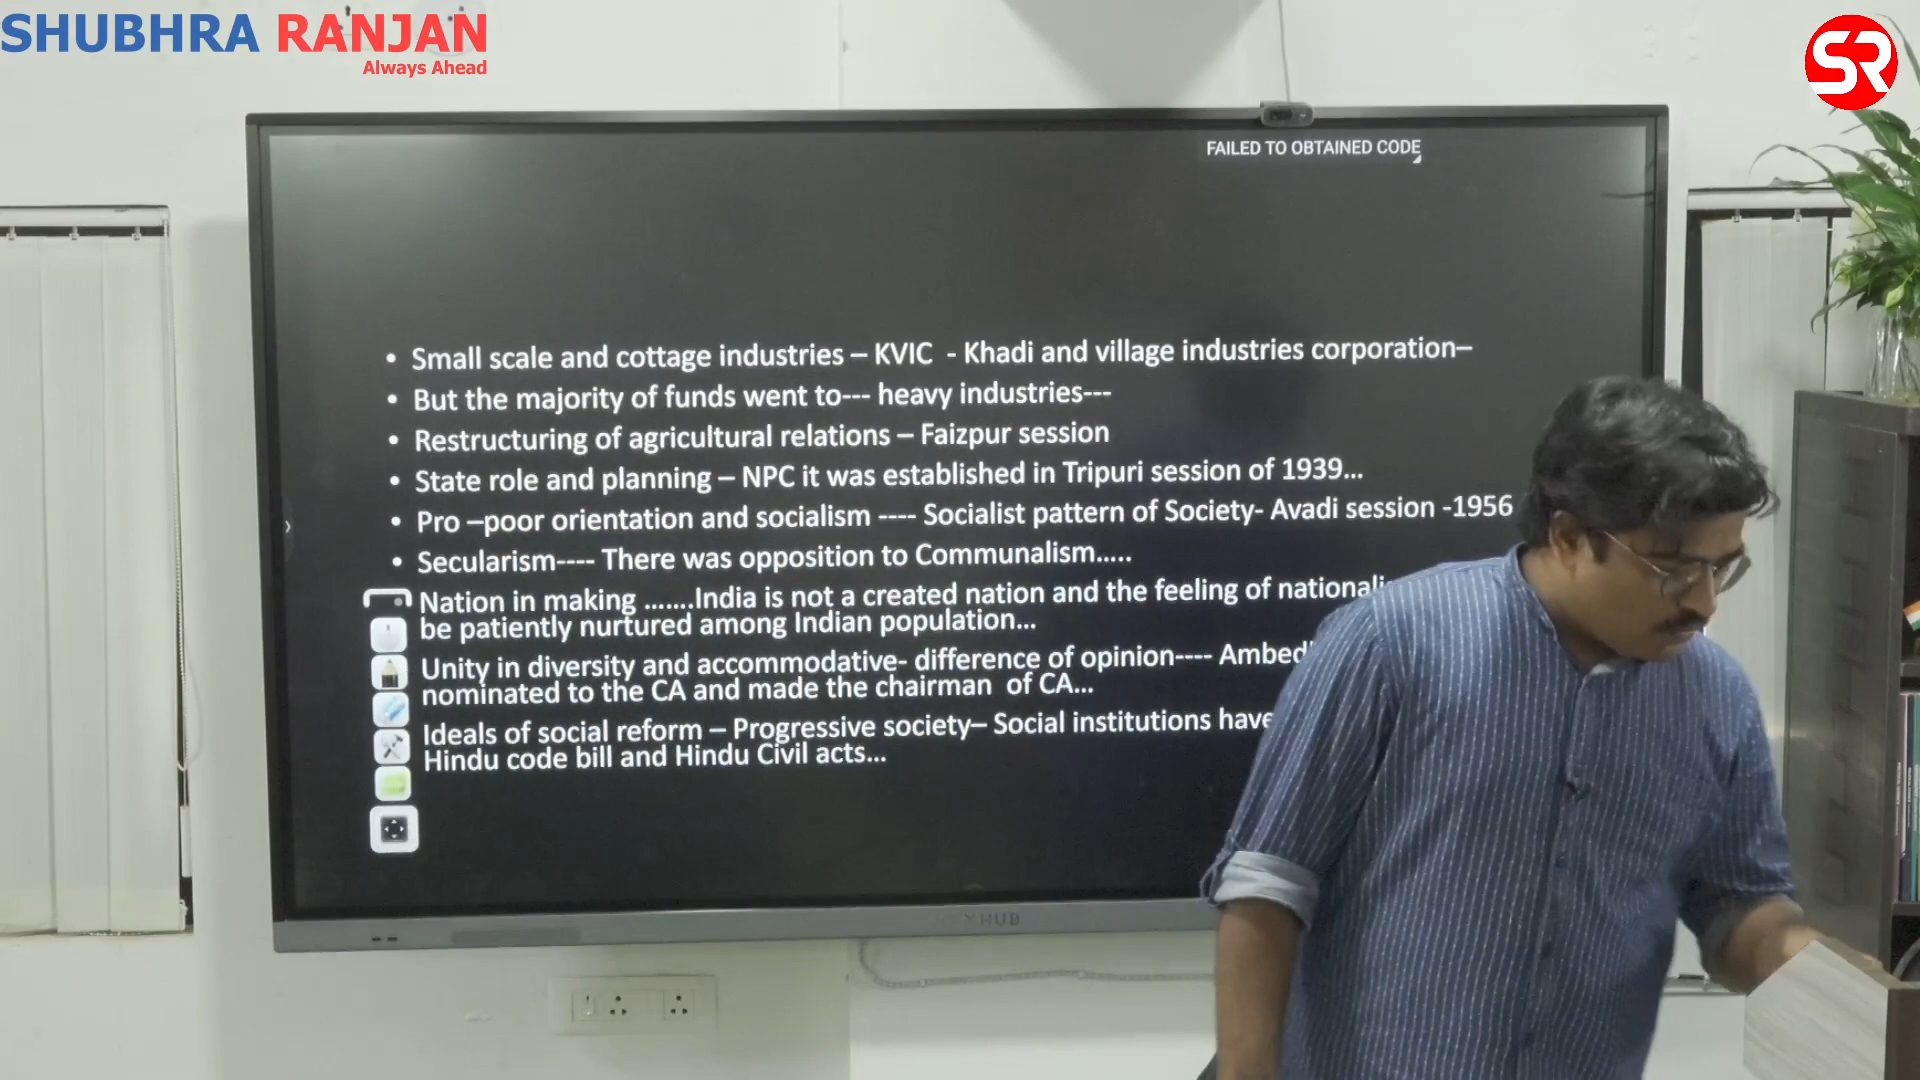 SHUBHRA RANJAN
Always Ahead
SR
FAILED TO OBTAINED CODE
• Small scale and cottage industries – KVIC - Khadi and village industries corporation–
• But the majority of funds went to--- heavy industries---
• Restructuring of agricultural relations – Faizpur session
• State role and planning – NPC it was established in Tripuri session of 1939...
• Pro –poor orientation and socialism ---- Socialist pattern of Society- Avadi session -1956
• Secularism---- There was opposition to Communalism.....
Nation in making .......India is not a created nation and the feeling of
be patiently nurtured among Indian population...
Unity in diversity and accommodative- difference of opinion----
nominated to the CA and made the chairman of CA...
Ideals of social reform – Progressive society– Social institutions have
Hindu code bill and Hindu Civil acts...
HUB